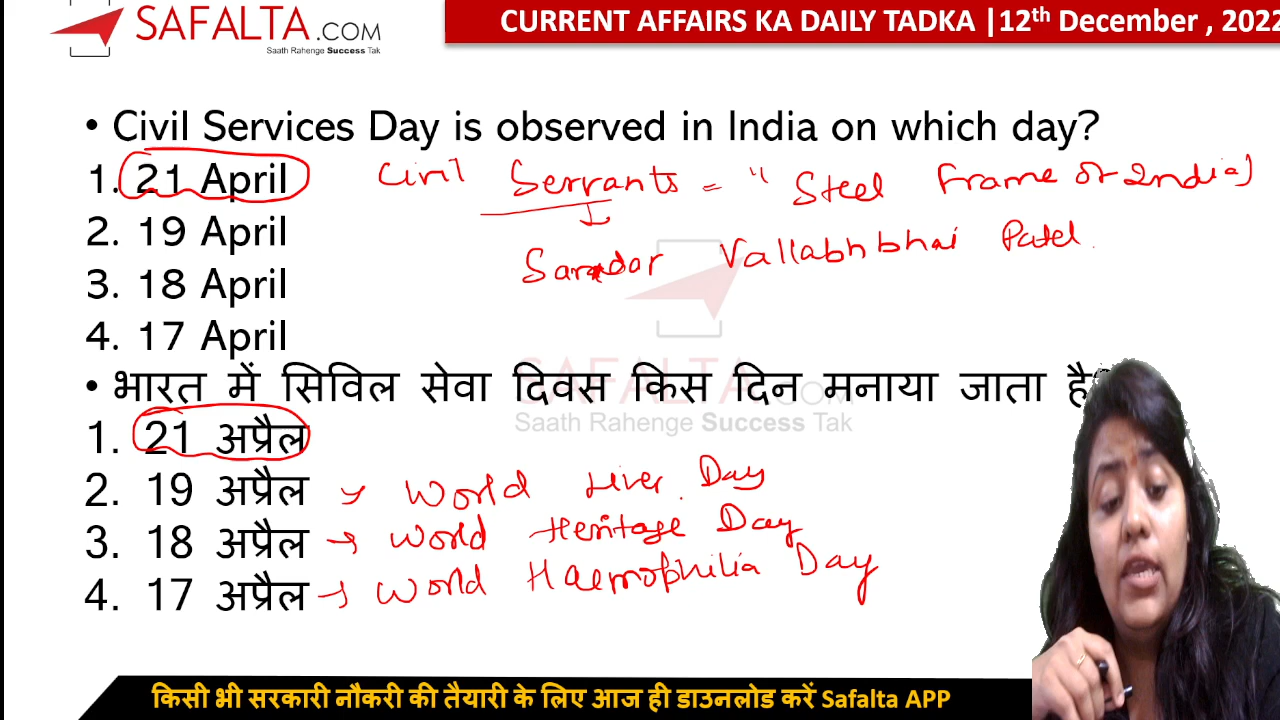 SAFALTA.COM
Saath Rahenge Success Tak
CURRENT AFFAIRS KA DAILY TADKA |12th December , 2022
• Civil Services Day is observed in India on which day?
1. 21 April
Civil Servants = " Steel Frame of India)
2. 19 April
Saradar Vallabhbhai Patel.
3. 18 April
4. 17 April
SAFALTA.COM
Saath Rahenge Success Tak
• भारत में सिविल सेवा दिवस किस दिन मनाया जाता है
1. 21 अप्रैल
2. 19 अप्रैल → World Liver Day
3. 18 अप्रैल → World Heritage Day
4. 17 अप्रैल → World Haemophilia Day
किसी भी सरकारी नौकरी की तैयारी के लिए आज ही डाउनलोड करें Safalta APP